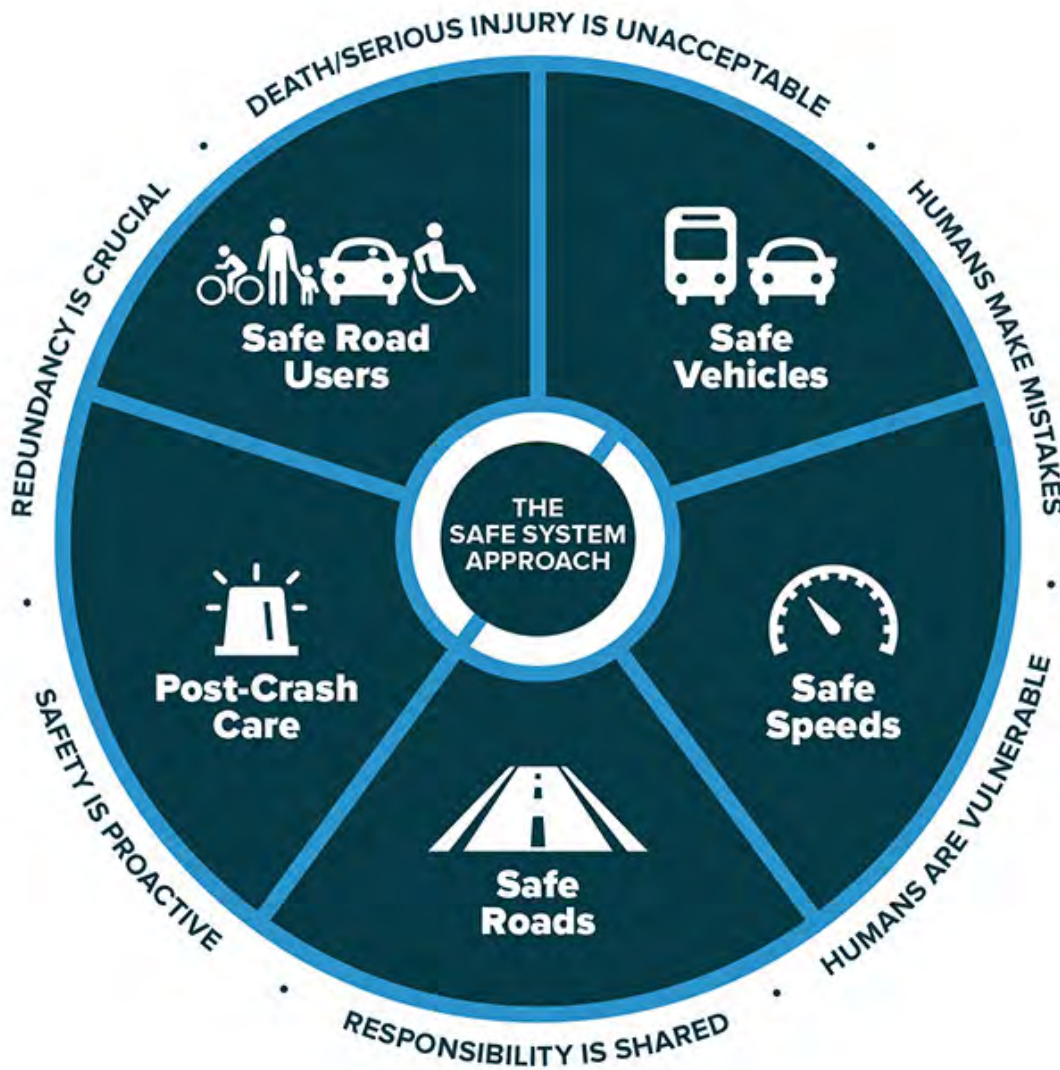 DEATH/SERIOUS INJURY IS UNACCEPTABLE
HUMANS MAKE MISTAKES
HUMANS ARE VULNERABLE
RESPONSIBILITY IS SHARED
SAFETY IS PROACTIVE
REDUNDANCY IS CRUCIAL
Safe Road
Users
Safe
Vehicles
Safe
Speeds
Safe
Roads
Post-Crash
Care
THE
SAFE SYSTEM
APPROACH